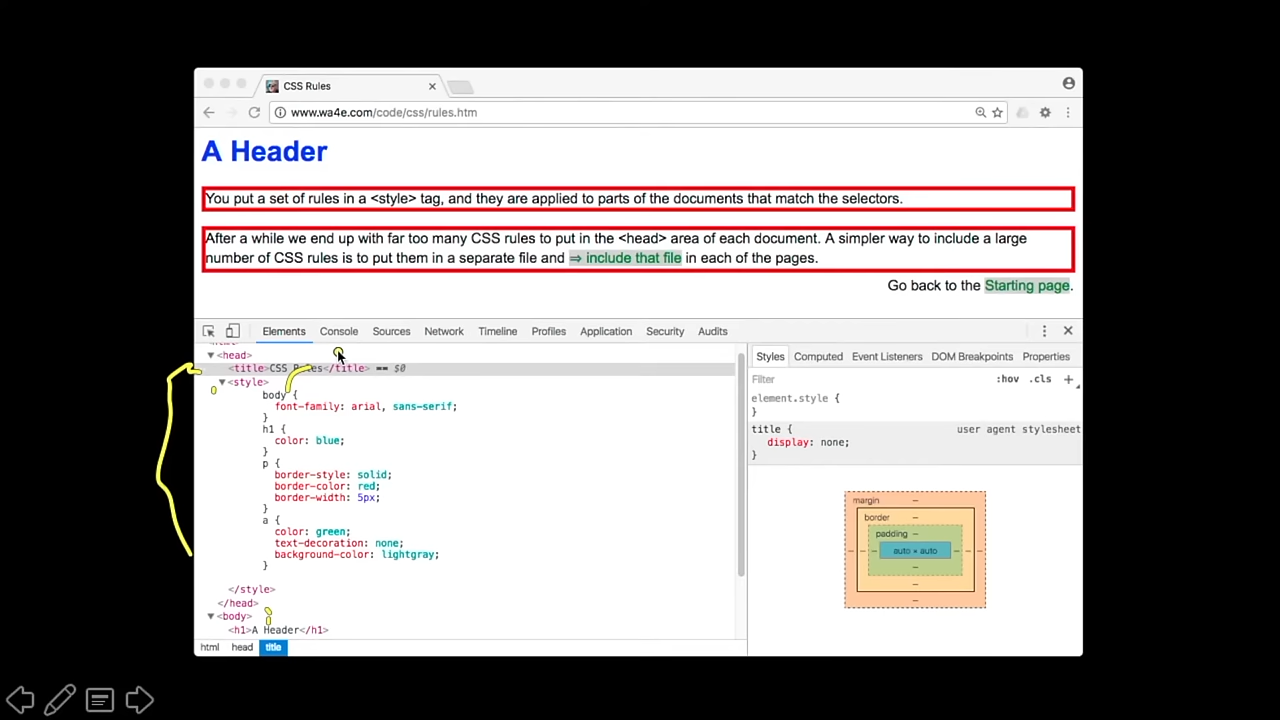 CSS Rules
www.wa4e.com/code/css/rules.htm
A Header
You put a set of rules in a <style> tag, and they are applied to parts of the documents that match the selectors.
After a while we end up with far too many CSS rules to put in the <head> area of each document. A simpler way to include a large
number of CSS rules is to put them in a separate file and ⇒ include that file in each of the pages.
Go back to the Starting page.
Elements Console Sources Network Timeline Profiles Application Security Audits
<head>
<title>CSS Rules</title> == $0
<style>
body {
font-family: arial, sans-serif;
}
h1 {
color: blue;
}
p {
border-style: solid;
border-color: red;
border-width: 5px;
}
a {
color: green;
text-decoration: none;
background-color: lightgray;
}
</style>
</head>
<body>
<h1>A Header</h1>
html head title
Styles Computed Event Listeners DOM Breakpoints Properties
Filter :hov .cls +
element.style {
}
title { user agent stylesheet
display: none;
}
margin –
border –
padding –
– – – auto × auto – – –
–
–
–